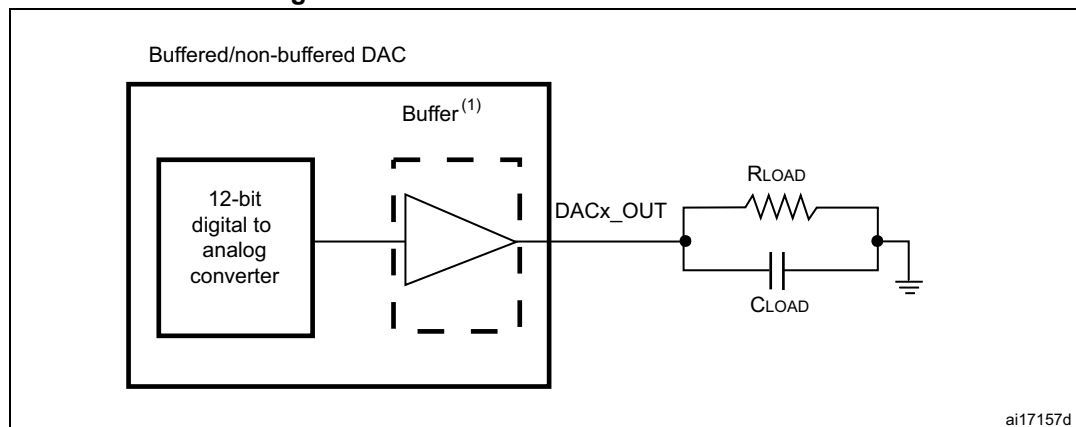 Buffered/non-buffered DAC
Buffer(1)
12-bit
digital to
analog
converter
DACx_OUT
RLOAD
CLOAD
ai17157d